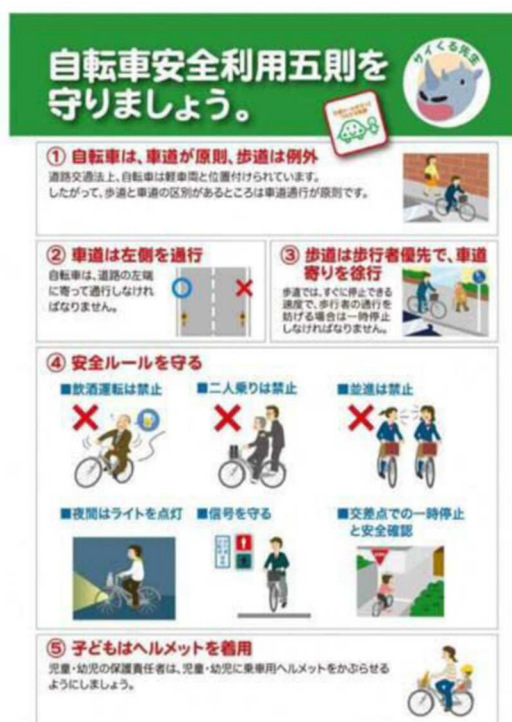 自転車安全利用五則を
守りましょう。
サイくる先生
① 自転車は、車道が原則、歩道は例外
道路交通法上、自転車は軽車両と位置付けられています。
したがって、歩道と車道の区別があるところは車道通行が原則です。
② 車道は左側を通行
自転車は、道路の左端
に寄って通行しなけれ
ばなりません。
③ 歩道は歩行者優先で、車道
寄りを徐行
歩道では、すぐに停止できる
速度で、歩行者の通行を
妨げる場合は一時停止
しなければなりません。
④ 安全ルールを守る
■飲酒運転は禁止
■二人乗りは禁止
■並進は禁止
■夜間はライトを点灯
■信号を守る
■交差点での一時停止
と安全確認
⑤ 子どもはヘルメットを着用
児童・幼児の保護責任者は、児童・幼児に乗車用ヘルメットをかぶらせる
ようにしましょう。